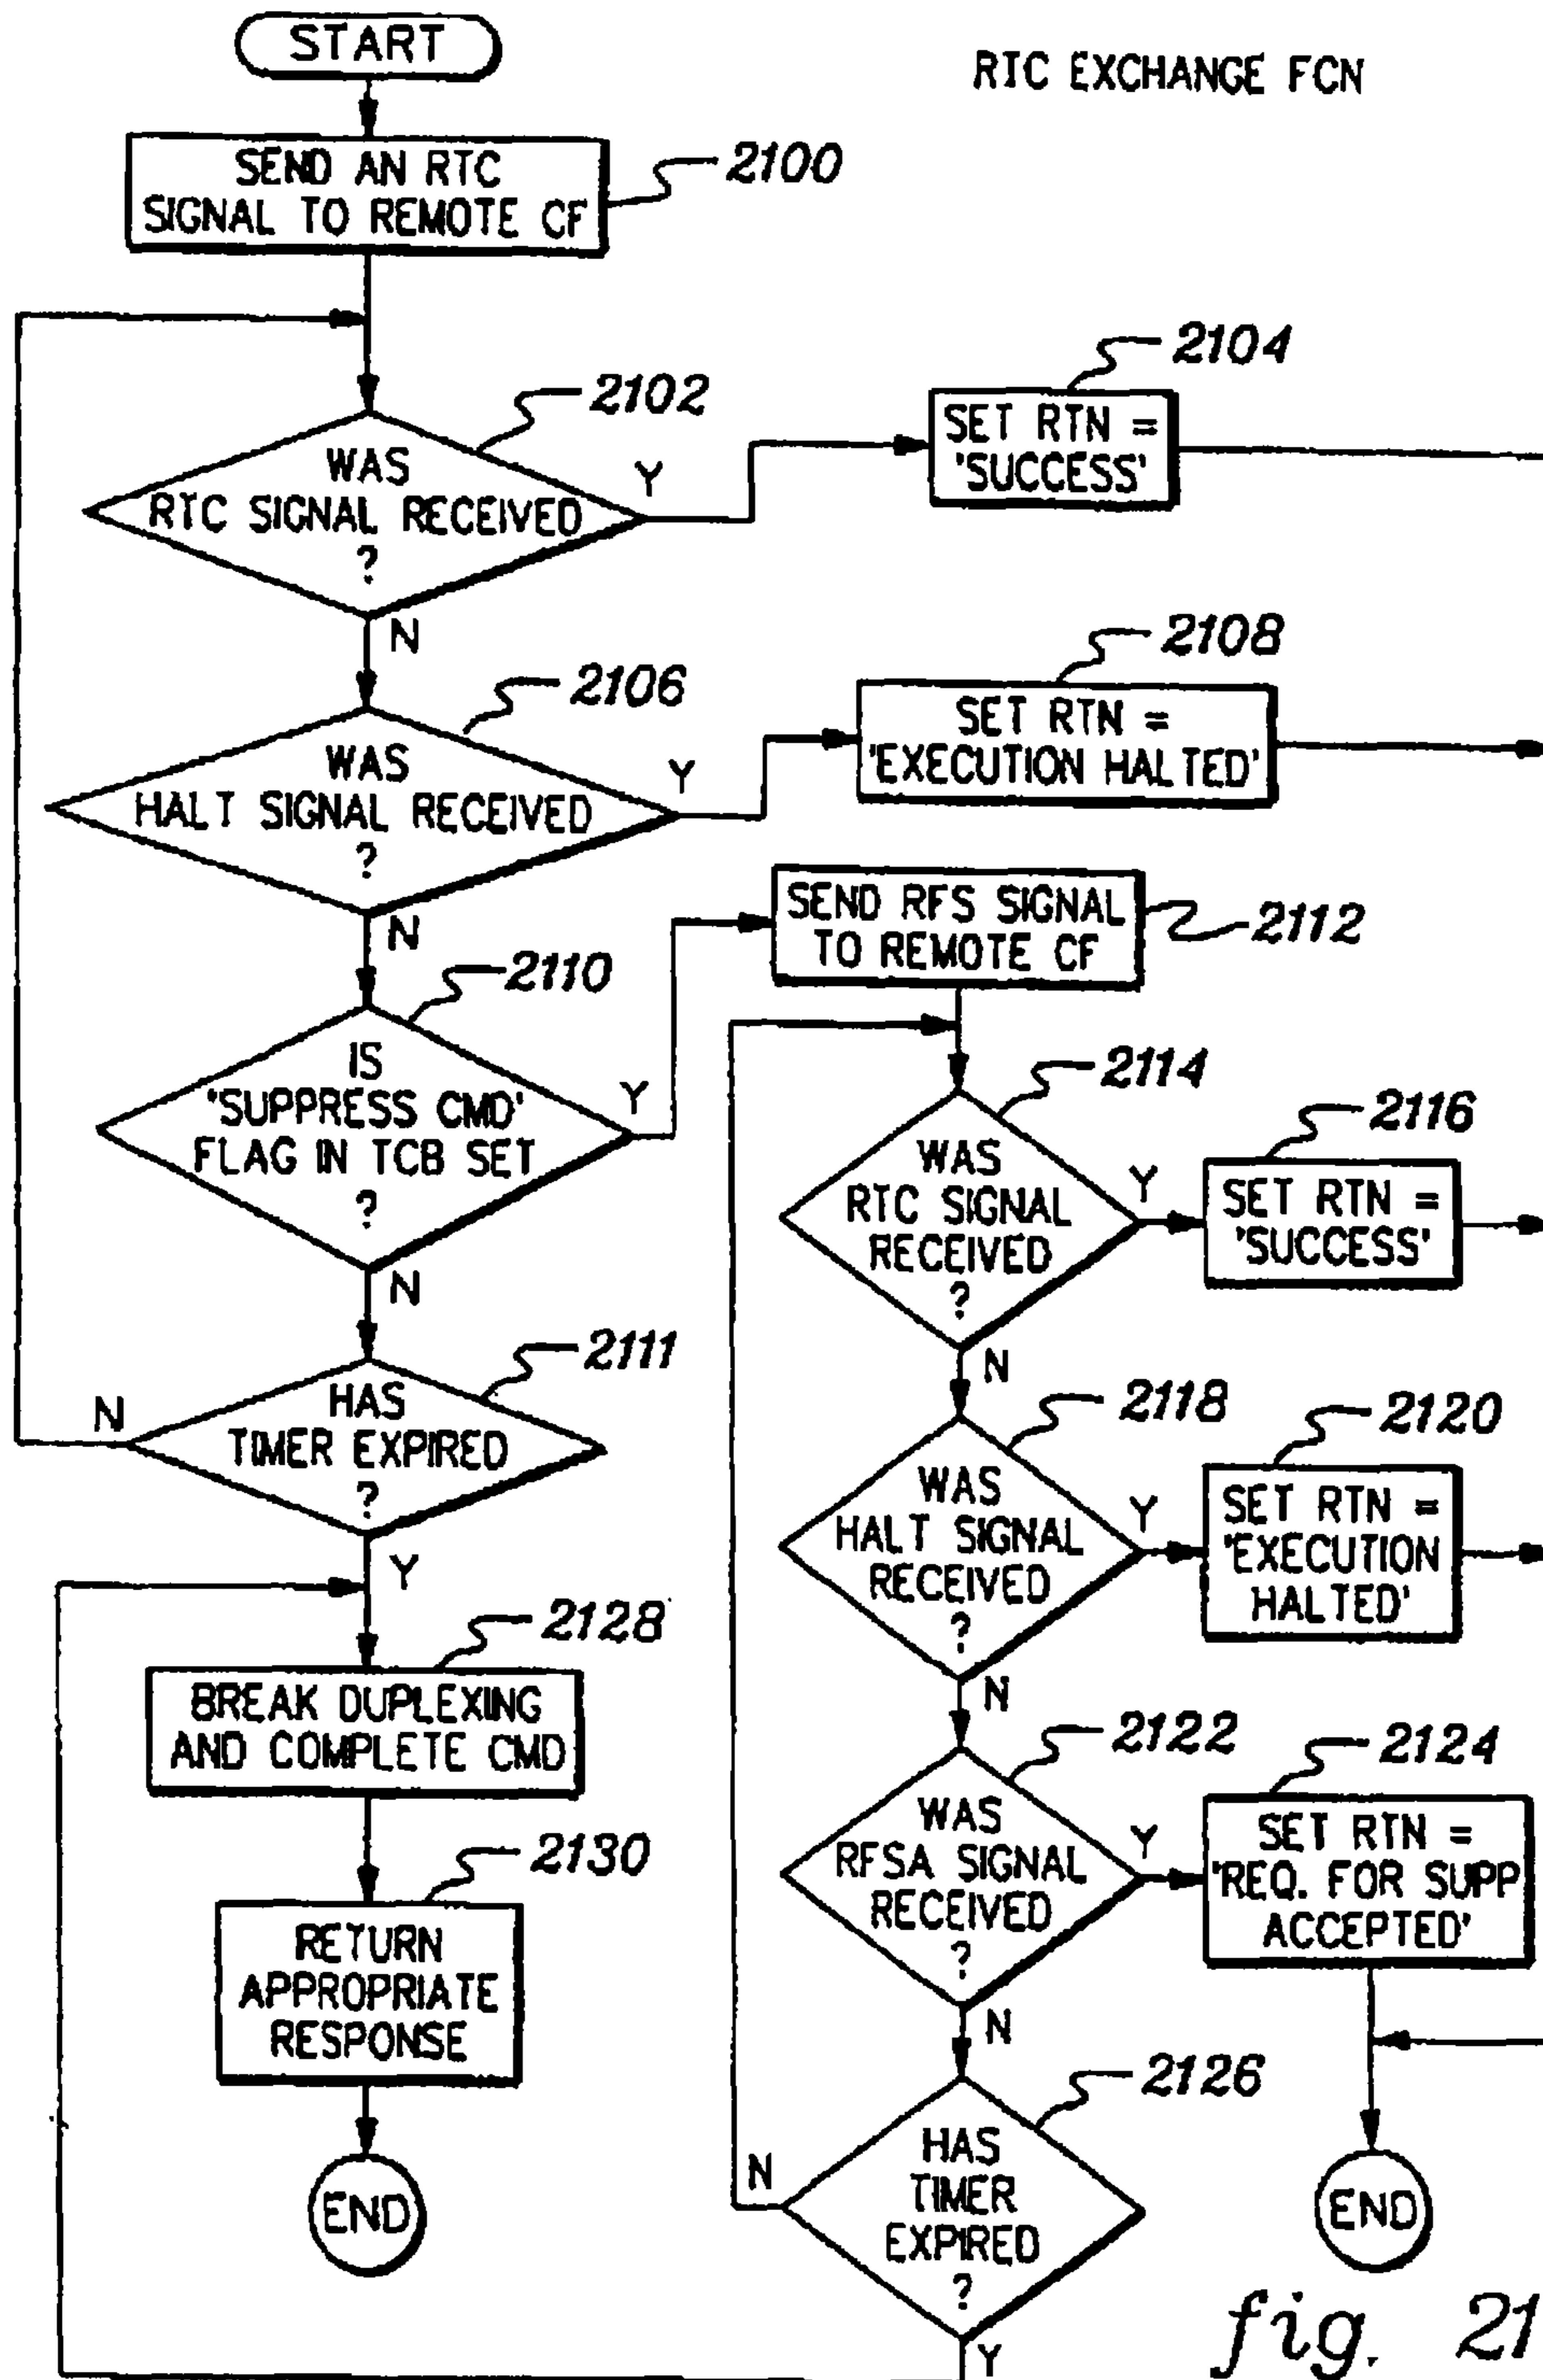 START
RTC EXCHANGE FCN
SEND AN RTC
SIGNAL TO REMOTE CF
2100
WAS
RTC SIGNAL RECEIVED
?
2102
Y
N
SET RTN =
'SUCCESS'
2104
WAS
HALT SIGNAL RECEIVED
?
2106
Y
N
SET RTN =
'EXECUTION HALTED'
2108
IS
'SUPPRESS CMD'
FLAG IN TCB SET
?
2110
Y
N
SEND RFS SIGNAL
TO REMOTE CF
2112
HAS
TIMER EXPIRED
?
2111
N
Y
WAS
RTC SIGNAL
RECEIVED
?
2114
Y
N
SET RTN =
'SUCCESS'
2116
WAS
HALT SIGNAL
RECEIVED
?
2118
Y
N
SET RTN =
'EXECUTION
HALTED'
2120
WAS
RFSA SIGNAL
RECEIVED
?
2122
Y
N
SET RTN =
'REQ. FOR SUPP
ACCEPTED'
2124
HAS
TIMER
EXPIRED
?
2126
N
Y
BREAK DUPLEXING
AND COMPLETE CMD
2128
RETURN
APPROPRIATE
RESPONSE
2130
END
END
fig. 21